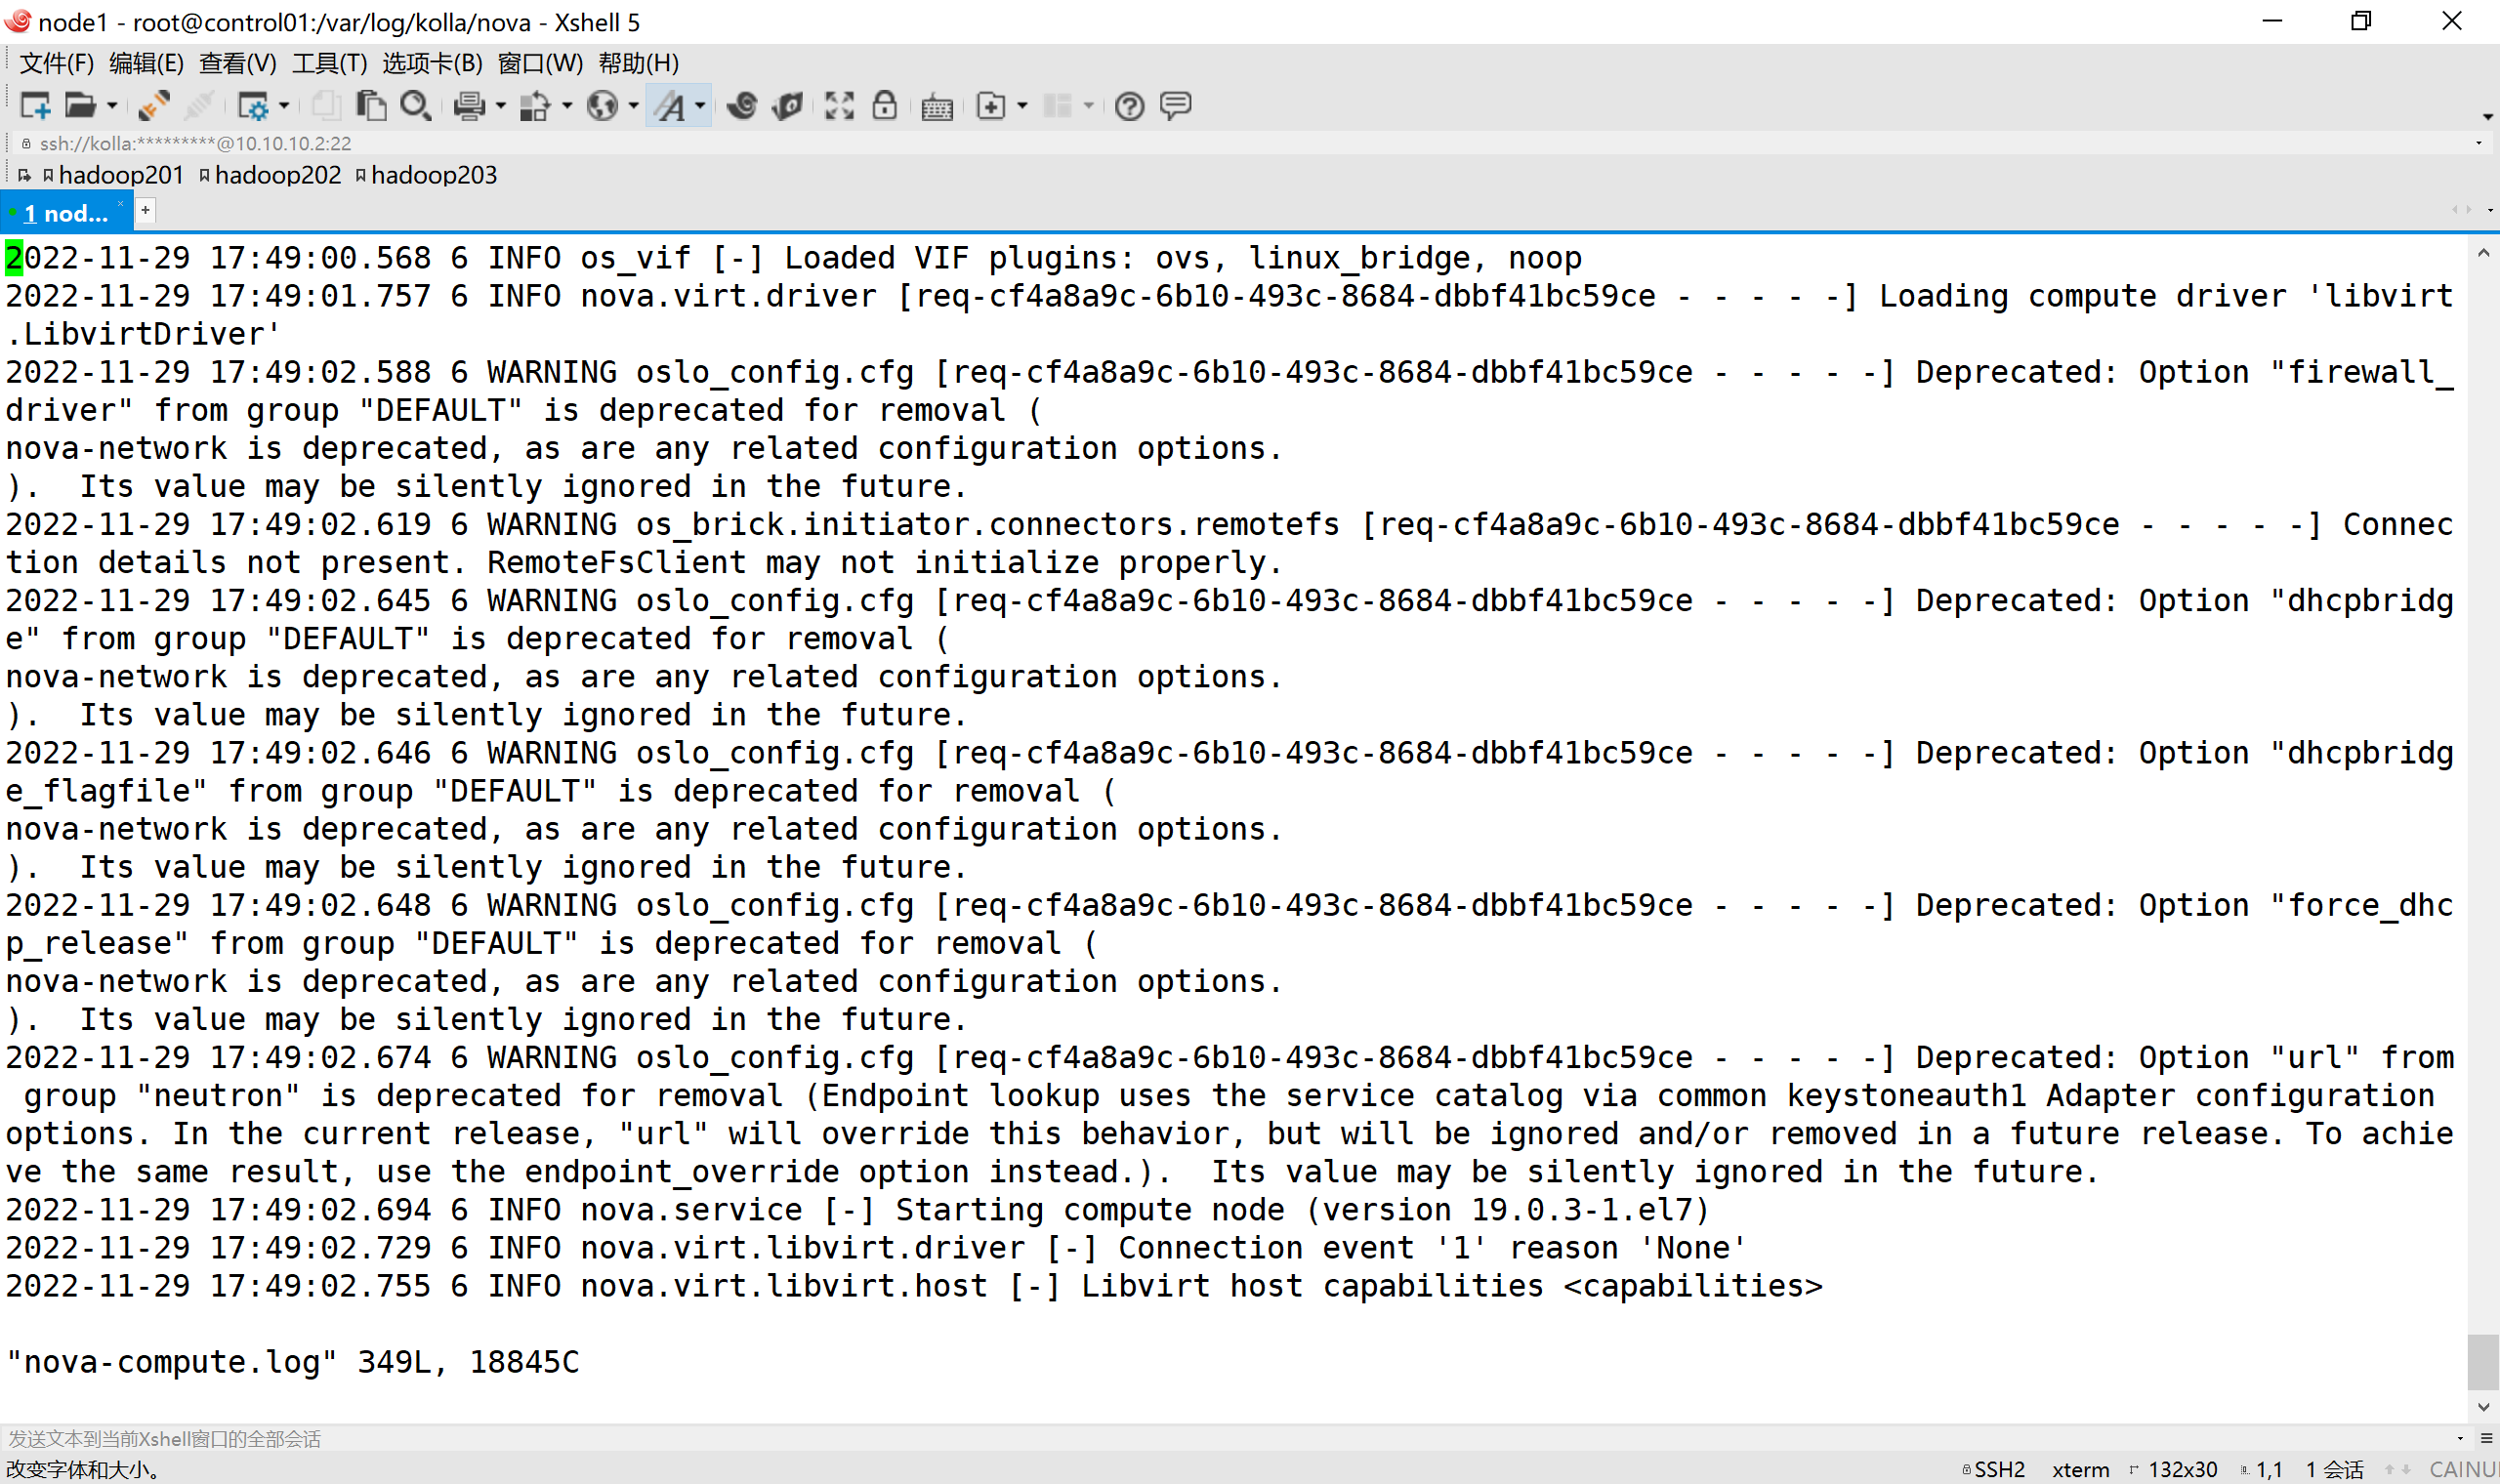 node1 - root@control01:/var/log/kolla/nova - Xshell 5
文件(F) 编辑(E) 查看(V) 工具(T) 选项卡(B) 窗口(W) 帮助(H)
ssh://kolla:*********@10.10.10.2:22
hadoop201 hadoop202 hadoop203
1 nod...
2022-11-29 17:49:00.568 6 INFO os_vif [-] Loaded VIF plugins: ovs, linux_bridge, noop
2022-11-29 17:49:01.757 6 INFO nova.virt.driver [req-cf4a8a9c-6b10-493c-8684-dbbf41bc59ce - - - - -] Loading compute driver 'libvirt
.LibvirtDriver'
2022-11-29 17:49:02.588 6 WARNING oslo_config.cfg [req-cf4a8a9c-6b10-493c-8684-dbbf41bc59ce - - - - -] Deprecated: Option "firewall_
driver" from group "DEFAULT" is deprecated for removal (
nova-network is deprecated, as are any related configuration options.
).  Its value may be silently ignored in the future.
2022-11-29 17:49:02.619 6 WARNING os_brick.initiator.connectors.remotefs [req-cf4a8a9c-6b10-493c-8684-dbbf41bc59ce - - - - -] Connec
tion details not present. RemoteFsClient may not initialize properly.
2022-11-29 17:49:02.645 6 WARNING oslo_config.cfg [req-cf4a8a9c-6b10-493c-8684-dbbf41bc59ce - - - - -] Deprecated: Option "dhcpbridg
e" from group "DEFAULT" is deprecated for removal (
nova-network is deprecated, as are any related configuration options.
).  Its value may be silently ignored in the future.
2022-11-29 17:49:02.646 6 WARNING oslo_config.cfg [req-cf4a8a9c-6b10-493c-8684-dbbf41bc59ce - - - - -] Deprecated: Option "dhcpbridg
e_flagfile" from group "DEFAULT" is deprecated for removal (
nova-network is deprecated, as are any related configuration options.
).  Its value may be silently ignored in the future.
2022-11-29 17:49:02.648 6 WARNING oslo_config.cfg [req-cf4a8a9c-6b10-493c-8684-dbbf41bc59ce - - - - -] Deprecated: Option "force_dhc
p_release" from group "DEFAULT" is deprecated for removal (
nova-network is deprecated, as are any related configuration options.
).  Its value may be silently ignored in the future.
2022-11-29 17:49:02.674 6 WARNING oslo_config.cfg [req-cf4a8a9c-6b10-493c-8684-dbbf41bc59ce - - - - -] Deprecated: Option "url" from
 group "neutron" is deprecated for removal (Endpoint lookup uses the service catalog via common keystoneauth1 Adapter configuration
options. In the current release, "url" will override this behavior, but will be ignored and/or removed in a future release. To achie
ve the same result, use the endpoint_override option instead.).  Its value may be silently ignored in the future.
2022-11-29 17:49:02.694 6 INFO nova.service [-] Starting compute node (version 19.0.3-1.el7)
2022-11-29 17:49:02.729 6 INFO nova.virt.libvirt.driver [-] Connection event '1' reason 'None'
2022-11-29 17:49:02.755 6 INFO nova.virt.libvirt.host [-] Libvirt host capabilities <capabilities>
"nova-compute.log" 349L, 18845C
发送文本到当前Xshell窗口的全部会话
改变字体和大小。 SSH2 xterm 132x30 1,1 1 会话 CAINU